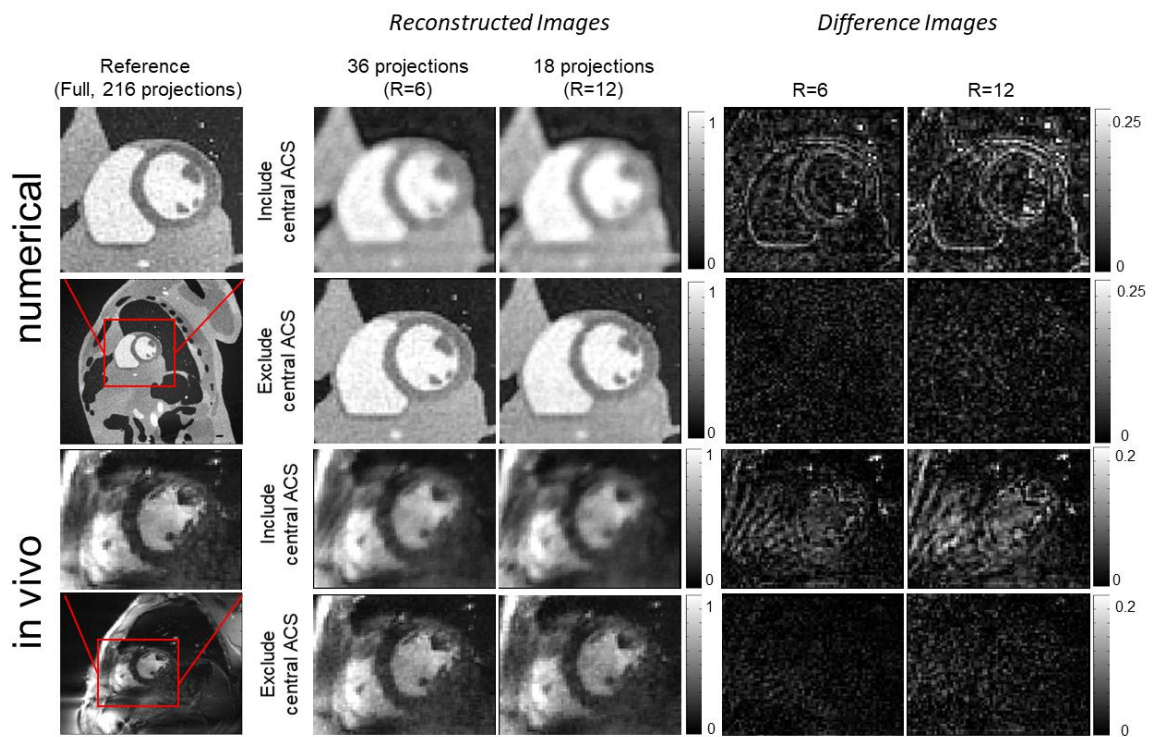 Reconstructed Images
Difference Images
Reference
(Full, 216 projections)
36 projections
(R=6)
18 projections
(R=12)
R=6
R=12
numerical
Include
central ACS
1
0
0.25
0
Exclude
central ACS
1
0
0.25
0
in vivo
Include
central ACS
1
0
0.2
0
Exclude
central ACS
1
0
0.2
0